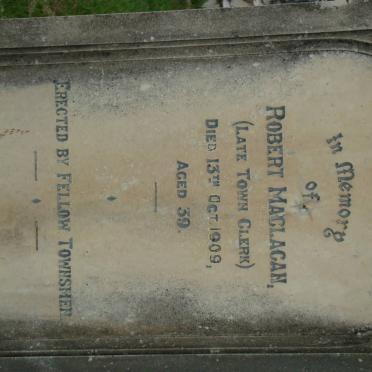 In Memory
of
ROBERT MACLAGAN,
(LATE TOWN CLERK)
DIED 13TH OCT. 1909,
AGED 39.
ERECTED BY FELLOW TOWNSMEN